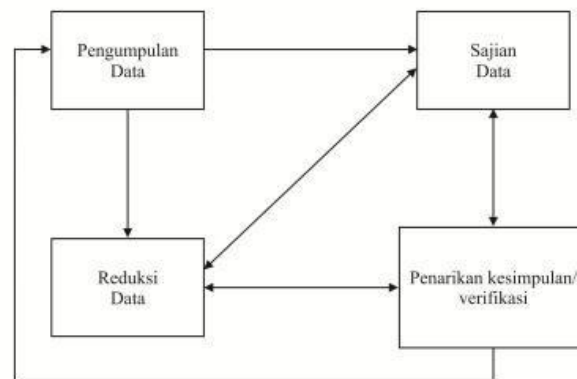 Pengumpulan
Data
Sajian
Data
Reduksi
Data
Penarikan kesimpulan/
verifikasi